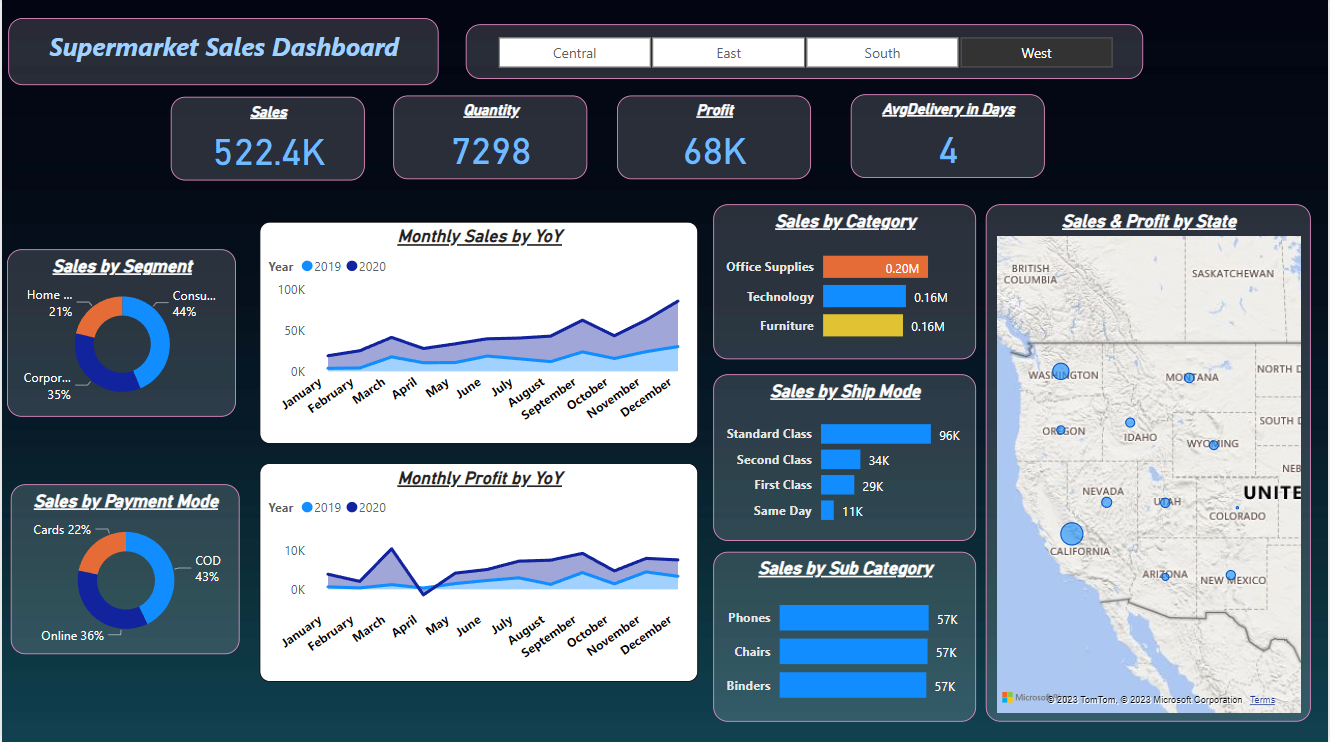 Supermarket Sales Dashboard
Central
East
South
West
Sales
522.4K
Quantity
7298
Profit
68K
AvgDelivery in Days
4
Sales by Segment
Home ...
21%
Consu...
44%
Corpor...
35%
Sales by Payment Mode
Cards 22%
COD
43%
Online 36%
Monthly Sales by YoY
Year 2019 2020
100K
50K
0K
January
February
March
April
May
June
July
August
September
October
November
December
Monthly Profit by YoY
Year 2019 2020
10K
0K
January
February
March
April
May
June
July
August
September
October
November
December
Sales by Category
Office Supplies 0.20M
Technology 0.16M
Furniture 0.16M
Sales by Ship Mode
Standard Class 96K
Second Class 34K
First Class 29K
Same Day 11K
Sales by Sub Category
Phones 57K
Chairs 57K
Binders 57K
Sales & Profit by State
BRITISH
COLUMBIA
SASKATCHEWAN
WASHINGTON
MONTANA
NORTH D
OREGON
IDAHO
SOUTH D
WYOMING
NEB
NEVADA
UTAH
UNITE
COLORADO
CALIFORNIA
ARIZONA
NEW MEXICO
Microsoft
© 2023 TomTom, © 2023 Microsoft Corporation Terms